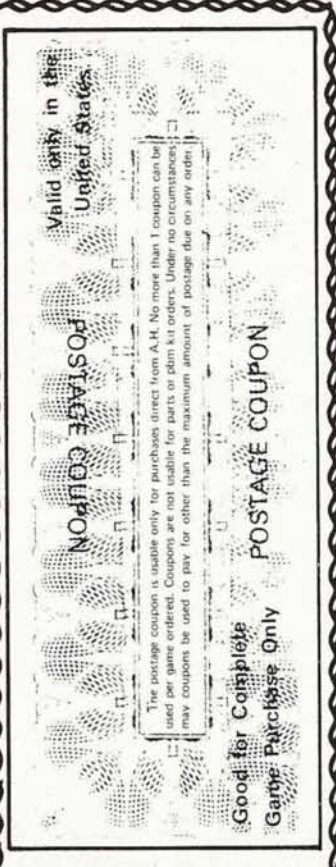 POSTAGE COUPON Valid only in the
United States.
The postage coupon is usable only for purchases direct from A.H. No more than 1 coupon can be
used per game ordered. Coupons are not usable for parts or pbm kit orders. Under no circumstances
may coupons be used to pay for other than the maximum amount of postage due on any order.
Good for Complete
Game Purchase Only POSTAGE COUPON